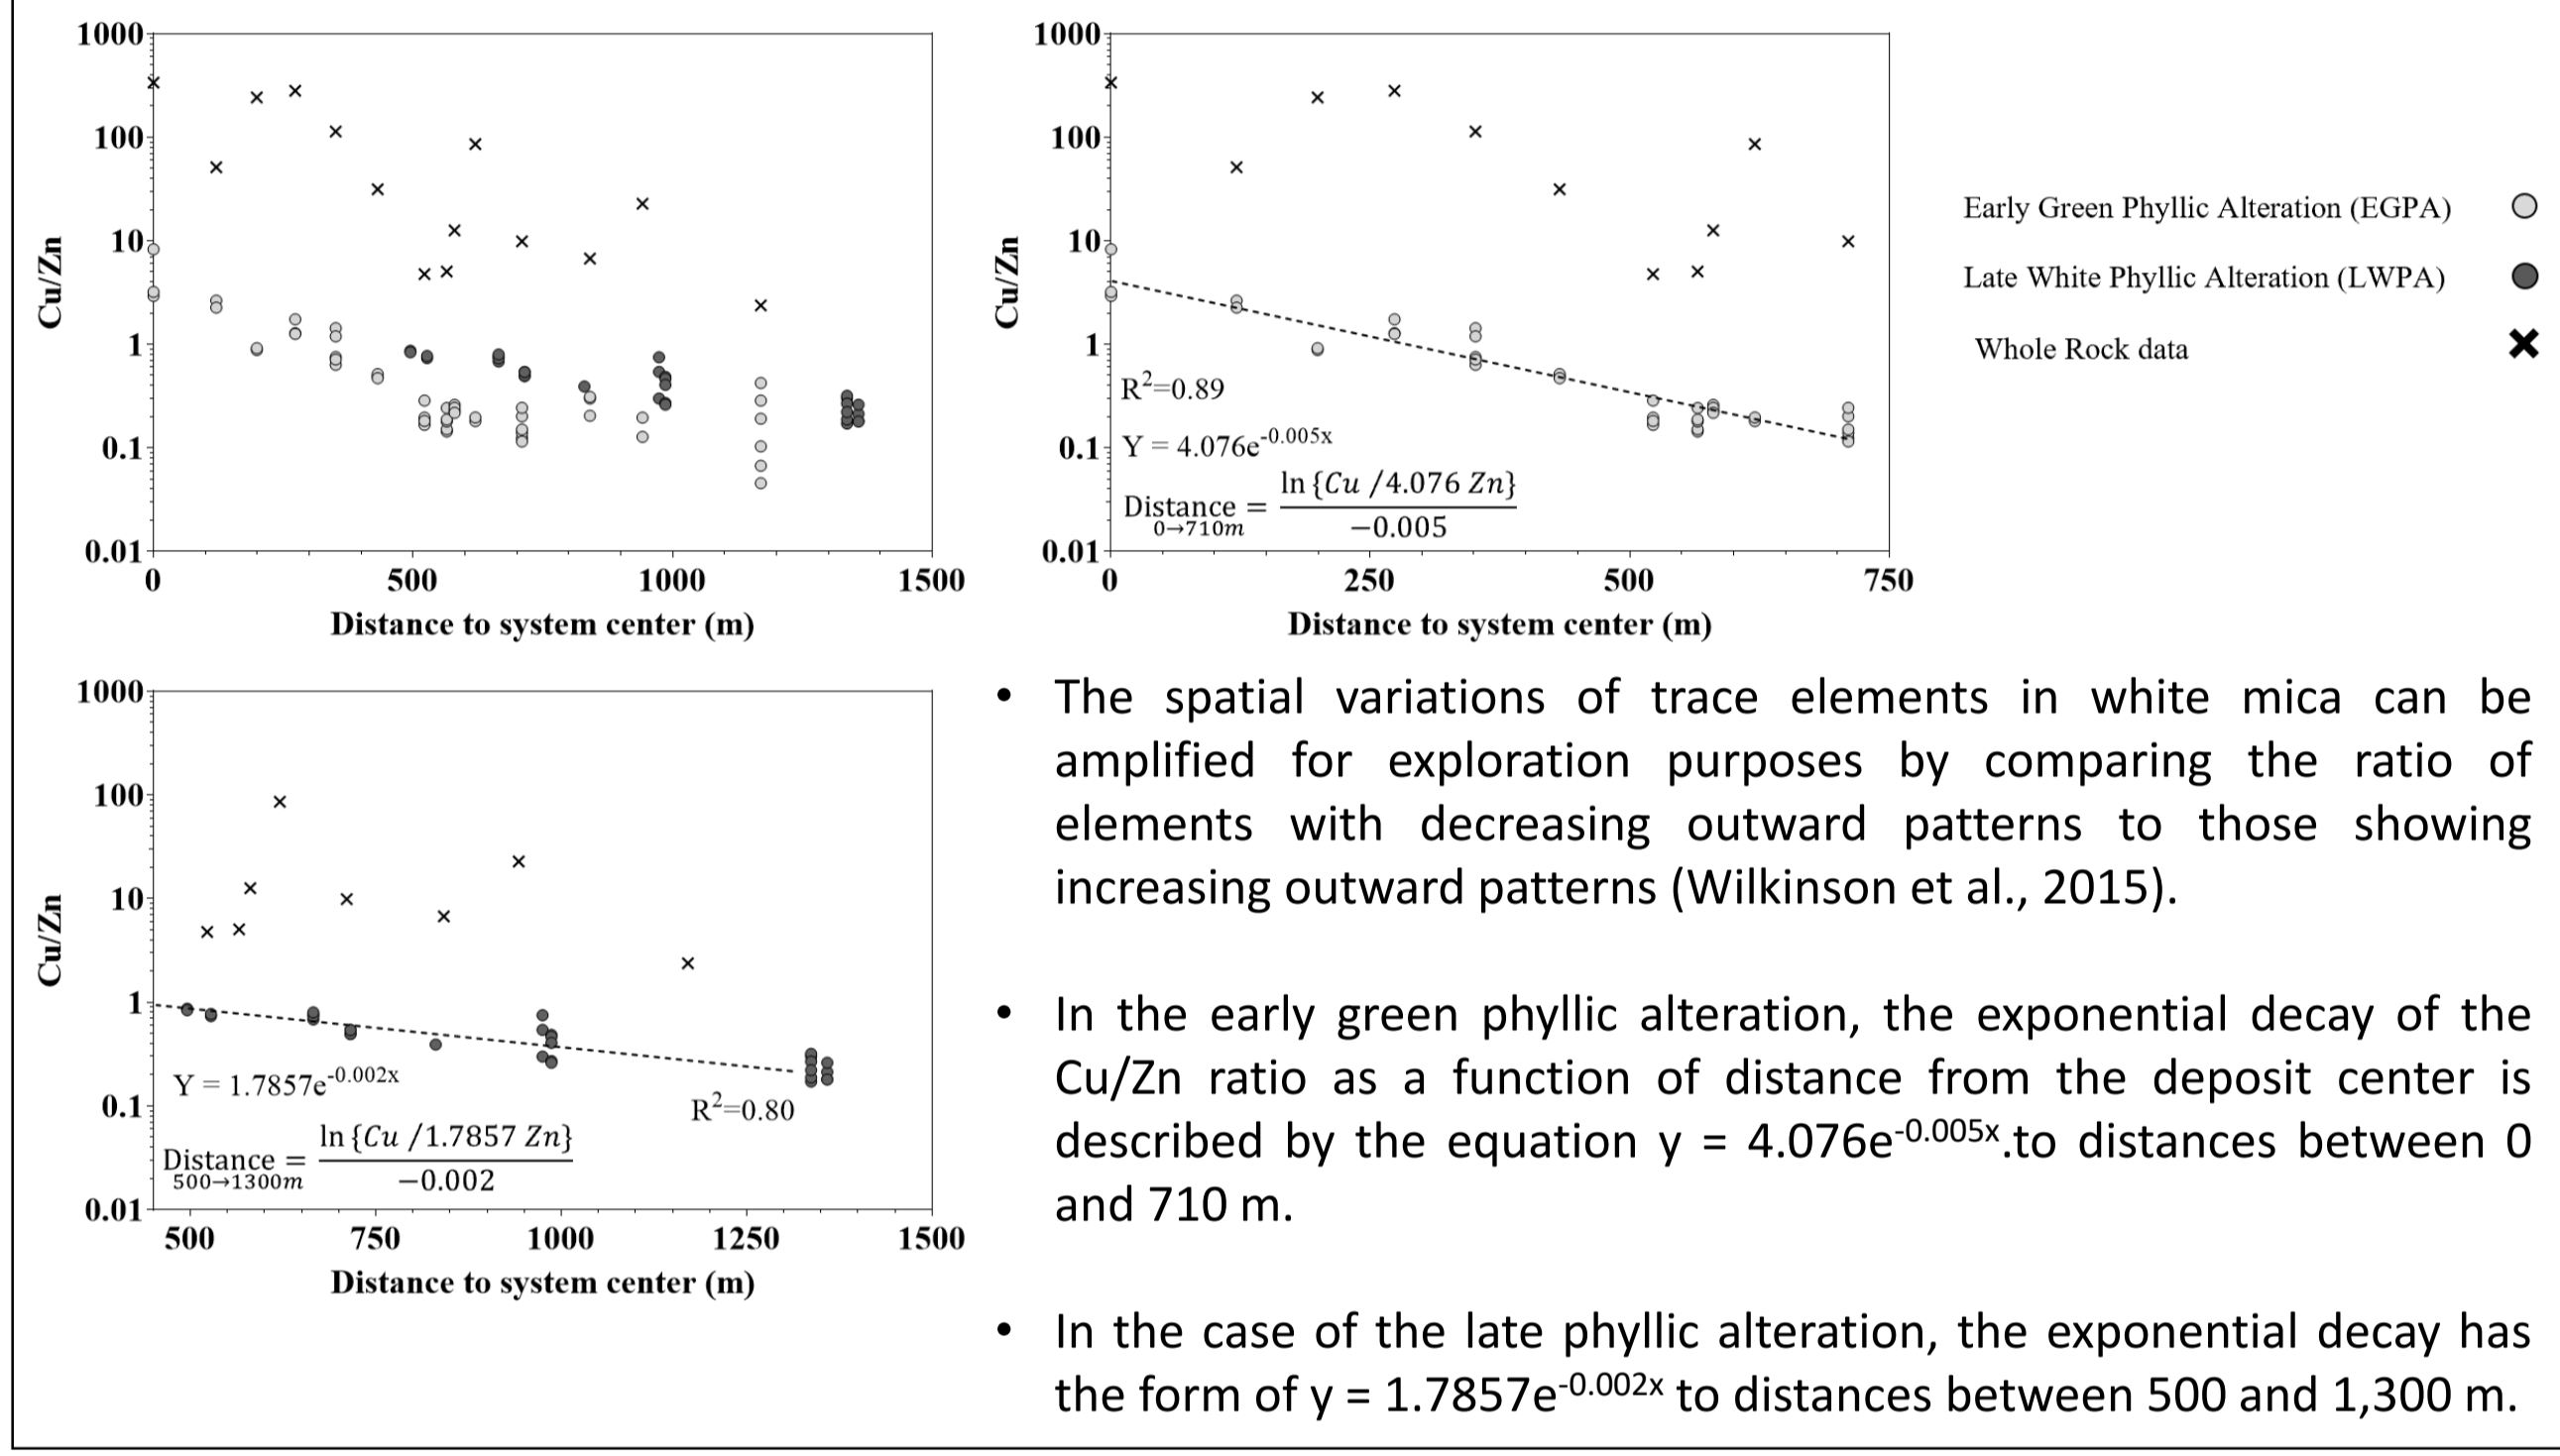 1000
100
10
1
0.1
0.01
0
500
1000
1500
Cu/Zn
Distance to system center (m)
1000
100
10
1
0.1
0.01
0
250
500
750
Cu/Zn
R²=0.89
Y = 4.076e^-0.005x
Distance = ln {Cu /4.076 Zn} / −0.005
0→710m
Distance to system center (m)
Early Green Phyllic Alteration (EGPA)
Late White Phyllic Alteration (LWPA)
Whole Rock data
1000
100
10
1
0.1
0.01
500
750
1000
1250
1500
Cu/Zn
Y = 1.7857e^-0.002x
R²=0.80
Distance = ln {Cu /1.7857 Zn} / −0.002
500→1300m
Distance to system center (m)
• The spatial variations of trace elements in white mica can be
amplified for exploration purposes by comparing the ratio of
elements with decreasing outward patterns to those showing
increasing outward patterns (Wilkinson et al., 2015).
• In the early green phyllic alteration, the exponential decay of the
Cu/Zn ratio as a function of distance from the deposit center is
described by the equation y = 4.076e^-0.005x.to distances between 0
and 710 m.
• In the case of the late phyllic alteration, the exponential decay has
the form of y = 1.7857e^-0.002x to distances between 500 and 1,300 m.